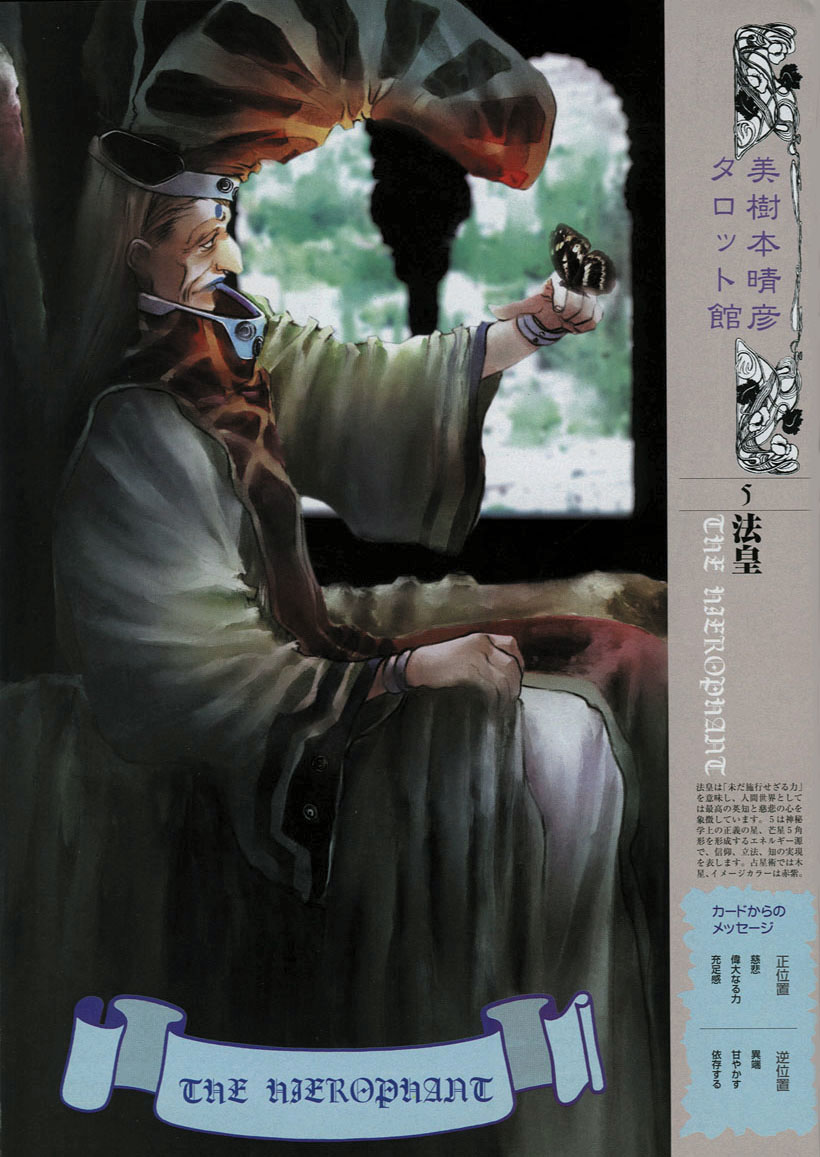 美樹本晴彦
タロット館
5
法皇
THE HIEROPHANT
法皇は「未だ施行せざる力」
を意味し、人間世界として
は最高の英知と慈悲の心を
象徴しています。5は神秘
学上の正義の星、芒星5角
形を形成するエネルギー源
で、信仰、立法、知の実現
を表します。占星術では木
星、イメージカラーは赤紫。
カードからの
メッセージ
正位置
慈悲
偉大なる力
充足感
逆位置
異端
甘やかす
依存する
THE HIEROPHANT